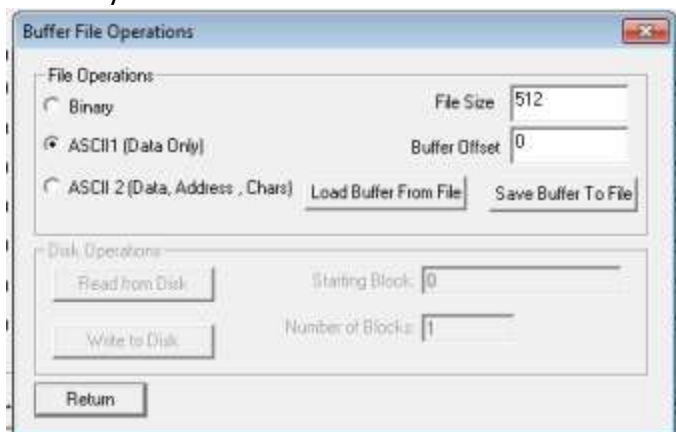 Buffer File Operations
File Operations
Binary
File Size 512
ASCII1 (Data Only)
Buffer Offset 0
ASCII 2 (Data, Address , Chars)
Load Buffer From File
Save Buffer To File
Disk Operations
Read from Disk
Starting Block: 0
Write to Disk
Number of Blocks: 1
Return